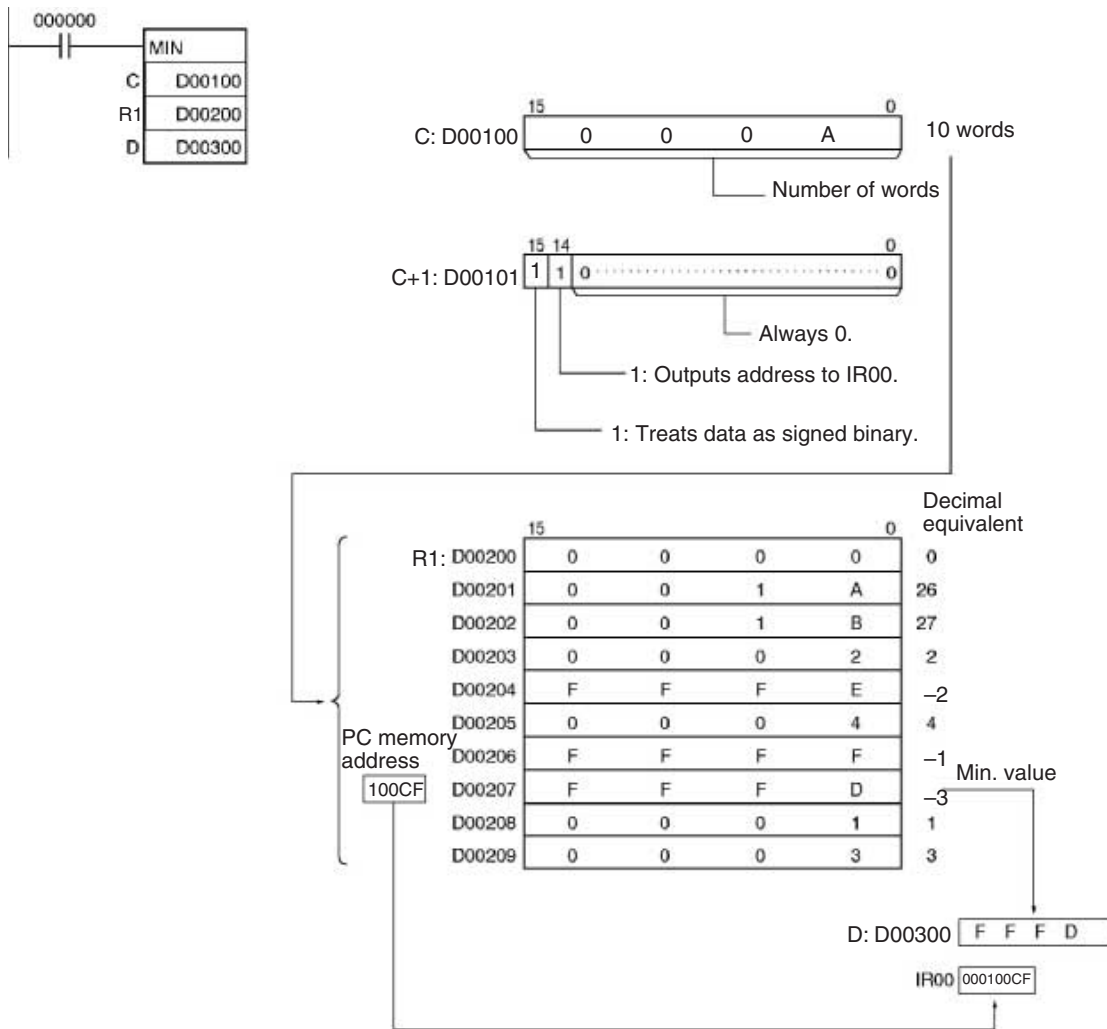 000000
MIN
C D00100
R1 D00200
D D00300
15 0
C: D00100 0 0 0 A 10 words
Number of words
15 14 0
C+1: D00101 1 1 0 0
Always 0.
1: Outputs address to IR00.
1: Treats data as signed binary.
Decimal
equivalent
15 0
R1: D00200 0 0 0 0 0
D00201 0 0 1 A 26
D00202 0 0 1 B 27
D00203 0 0 0 2 2
D00204 F F F E –2
D00205 0 0 0 4 4
PC memory
address
D00206 F F F F –1
Min. value
100CF D00207 F F F D –3
D00208 0 0 0 1 1
D00209 0 0 0 3 3
D: D00300 F F F D
IR00 000100CF